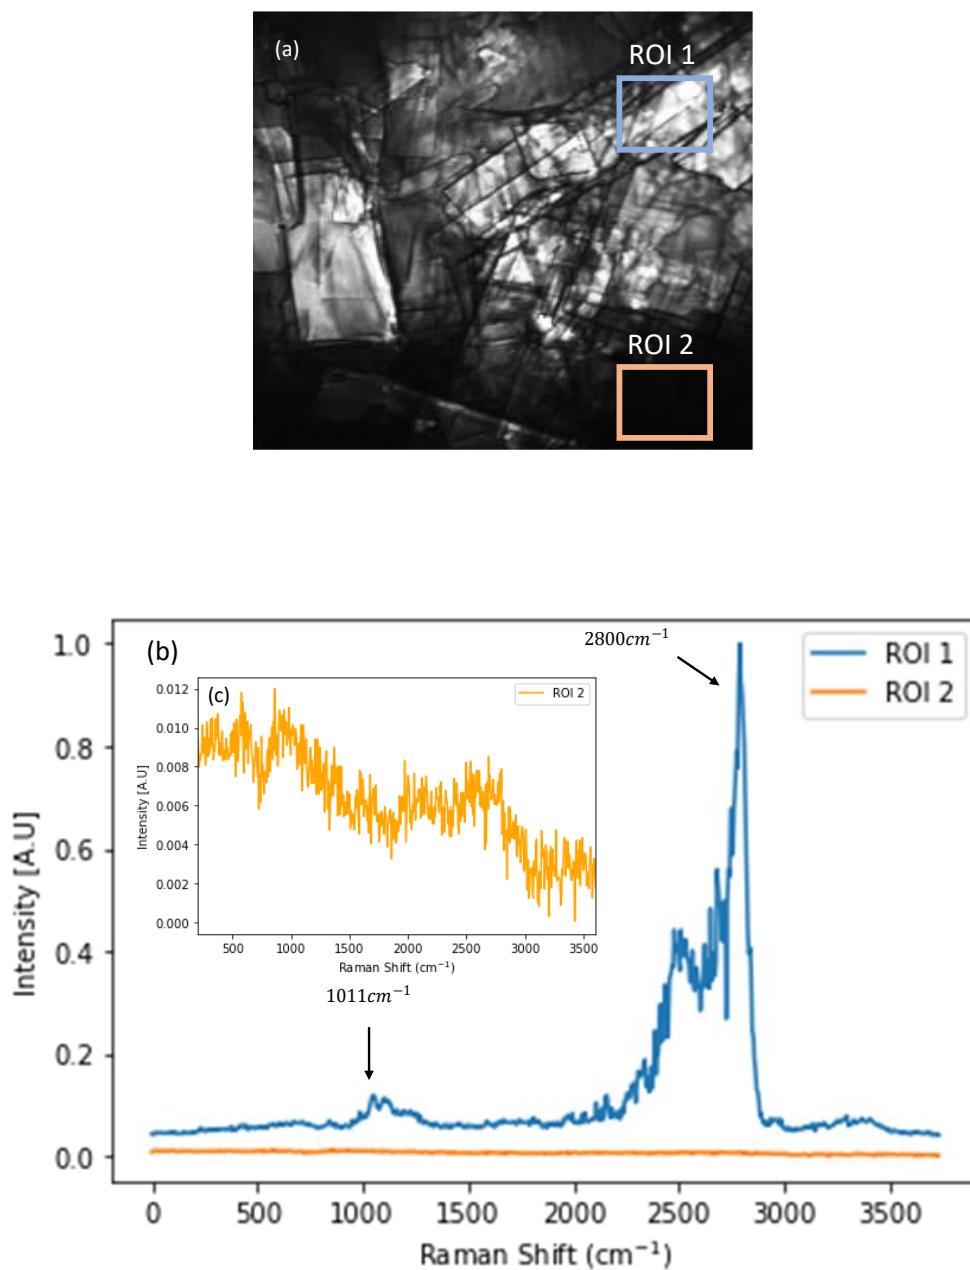 (a)
ROI 1
ROI 2
(b)
2800cm⁻¹
ROI 1
ROI 2
(c)
ROI 2
0.012
0.010
0.008
0.006
0.004
0.002
0.000
Intensity [A.U]
500 1000 1500 2000 2500 3000 3500
Raman Shift (cm⁻¹)
1011cm⁻¹
1.0
0.8
0.6
0.4
0.2
0.0
Intensity [A.U]
0 500 1000 1500 2000 2500 3000 3500
Raman Shift (cm⁻¹)